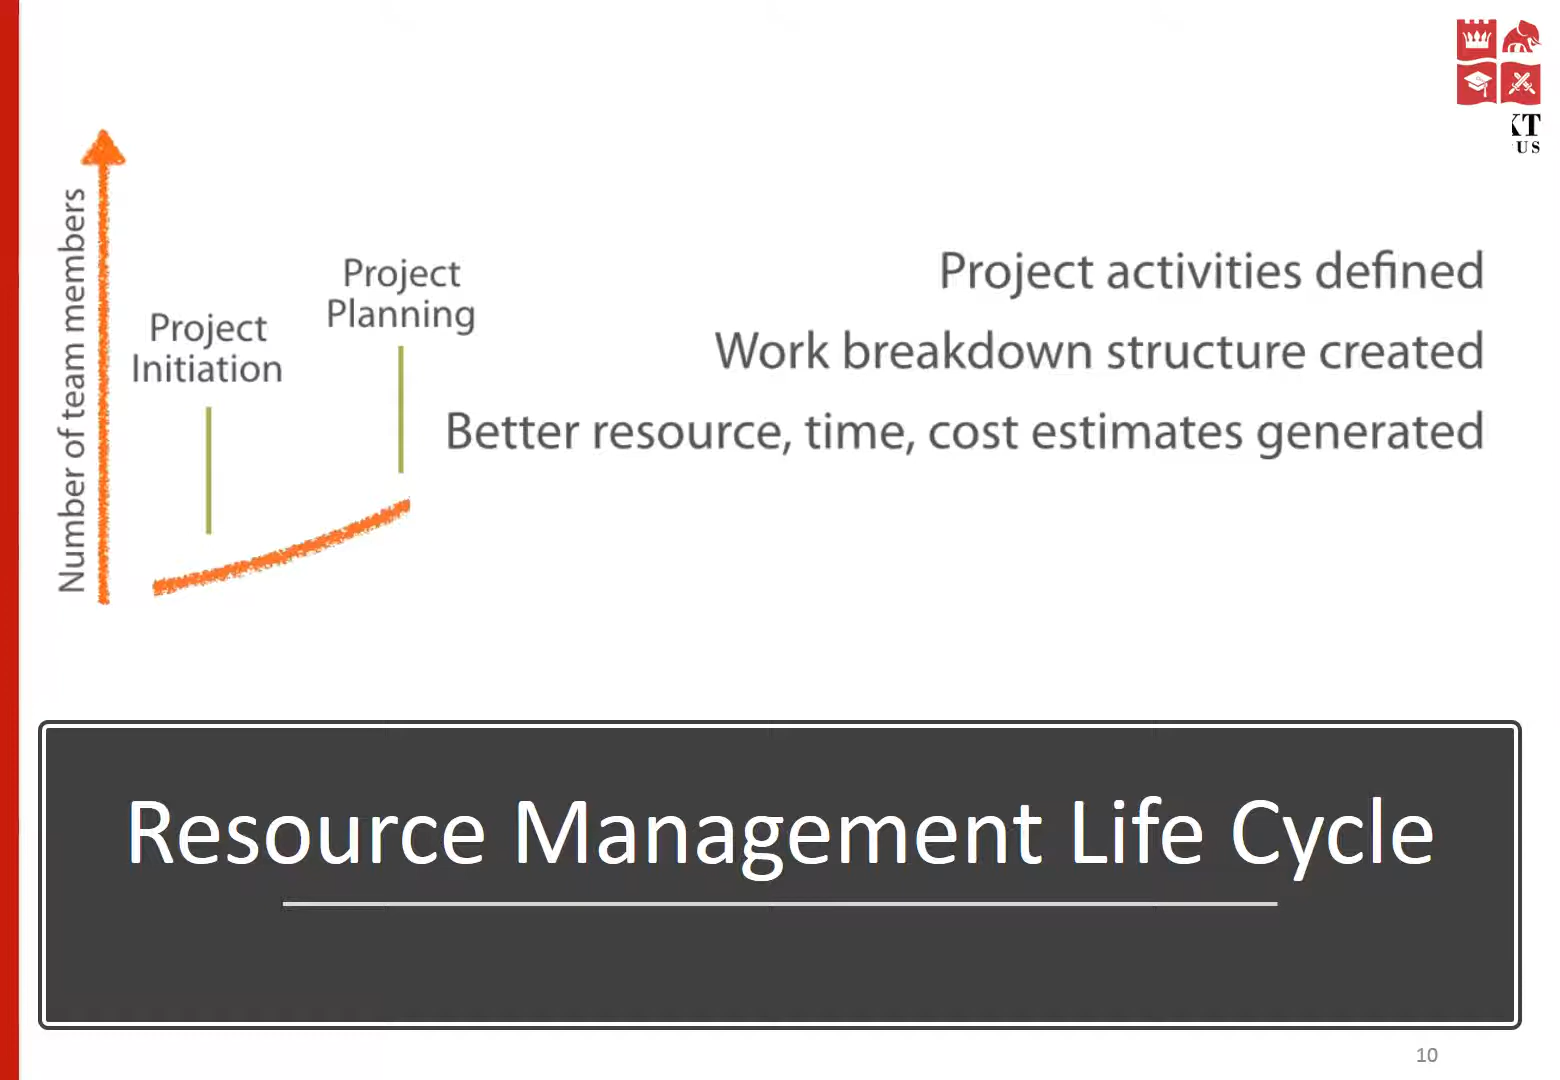 Number of team members
Project
Initiation
Project
Planning
Project activities defined
Work breakdown structure created
Better resource, time, cost estimates generated
Resource Management Life Cycle
10